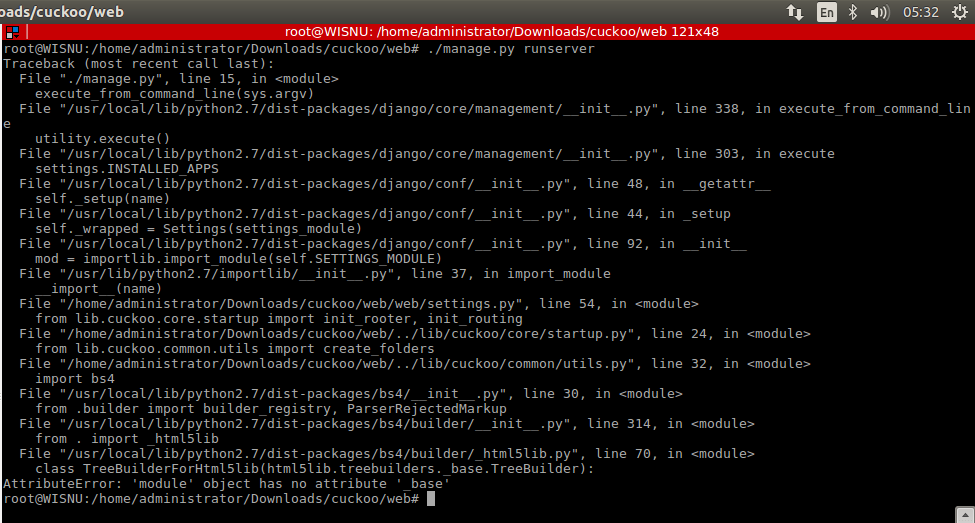 oads/cuckoo/web
En
05:32
root@WISNU: /home/administrator/Downloads/cuckoo/web 121x48
root@WISNU:/home/administrator/Downloads/cuckoo/web# ./manage.py runserver
Traceback (most recent call last):
  File "./manage.py", line 15, in <module>
    execute_from_command_line(sys.argv)
  File "/usr/local/lib/python2.7/dist-packages/django/core/management/__init__.py", line 338, in execute_from_command_lin
e
    utility.execute()
  File "/usr/local/lib/python2.7/dist-packages/django/core/management/__init__.py", line 303, in execute
    settings.INSTALLED_APPS
  File "/usr/local/lib/python2.7/dist-packages/django/conf/__init__.py", line 48, in __getattr__
    self._setup(name)
  File "/usr/local/lib/python2.7/dist-packages/django/conf/__init__.py", line 44, in _setup
    self._wrapped = Settings(settings_module)
  File "/usr/local/lib/python2.7/dist-packages/django/conf/__init__.py", line 92, in __init__
    mod = importlib.import_module(self.SETTINGS_MODULE)
  File "/usr/lib/python2.7/importlib/__init__.py", line 37, in import_module
    __import__(name)
  File "/home/administrator/Downloads/cuckoo/web/web/settings.py", line 54, in <module>
    from lib.cuckoo.core.startup import init_rooter, init_routing
  File "/home/administrator/Downloads/cuckoo/web/../lib/cuckoo/core/startup.py", line 24, in <module>
    from lib.cuckoo.common.utils import create_folders
  File "/home/administrator/Downloads/cuckoo/web/../lib/cuckoo/common/utils.py", line 32, in <module>
    import bs4
  File "/usr/local/lib/python2.7/dist-packages/bs4/__init__.py", line 30, in <module>
    from .builder import builder_registry, ParserRejectedMarkup
  File "/usr/local/lib/python2.7/dist-packages/bs4/builder/__init__.py", line 314, in <module>
    from . import _html5lib
  File "/usr/local/lib/python2.7/dist-packages/bs4/builder/_html5lib.py", line 70, in <module>
    class TreeBuilderForHtml5lib(html5lib.treebuilders._base.TreeBuilder):
AttributeError: 'module' object has no attribute '_base'
root@WISNU:/home/administrator/Downloads/cuckoo/web#